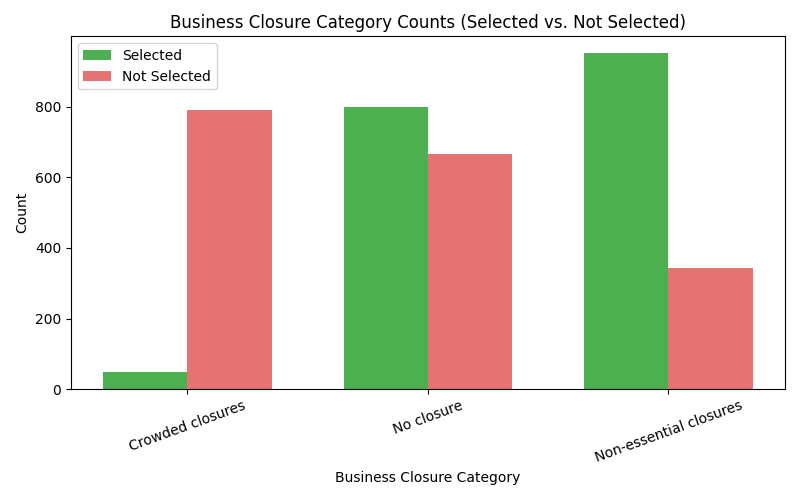 Business Closure Category Counts (Selected vs. Not Selected)
Selected
Not Selected
800
600
400
200
0
Count
Crowded closures
No closure
Non-essential closures
Business Closure Category